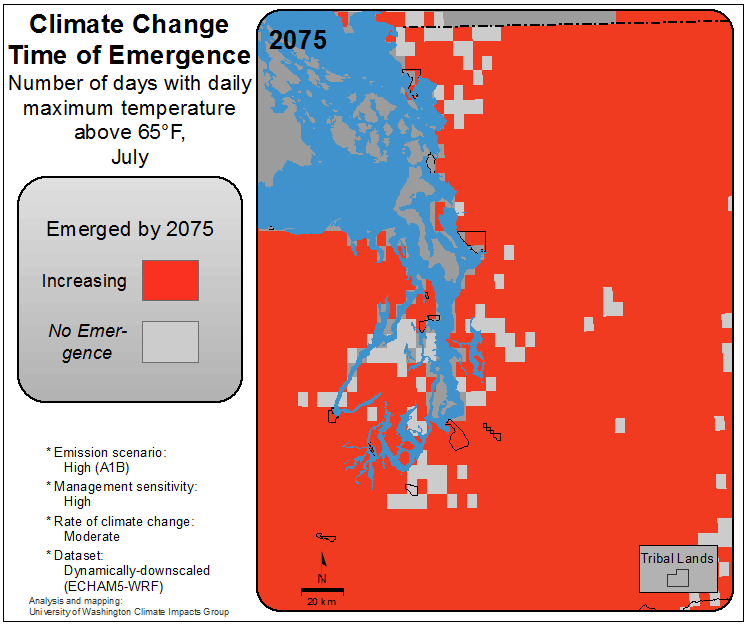 Climate Change
Time of Emergence
Number of days with daily
maximum temperature
above 65°F,
July
Emerged by 2075
Increasing
No Emer-
gence
* Emission scenario:
High (A1B)
* Management sensitivity:
High
* Rate of climate change:
Moderate
* Dataset:
Dynamically-downscaled
(ECHAM5-WRF)
Analysis and mapping:
University of Washington Climate Impacts Group
2075
N
20 km
Tribal Lands